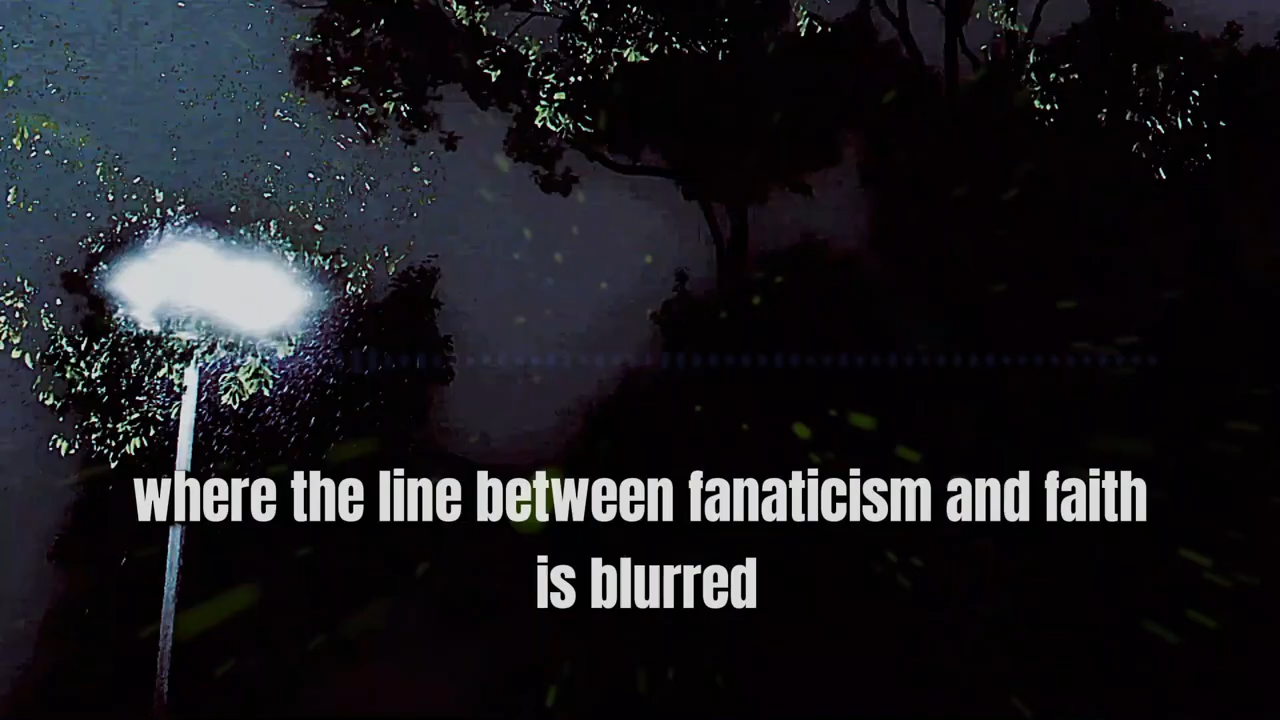 where the line between fanaticism and faith
is blurred